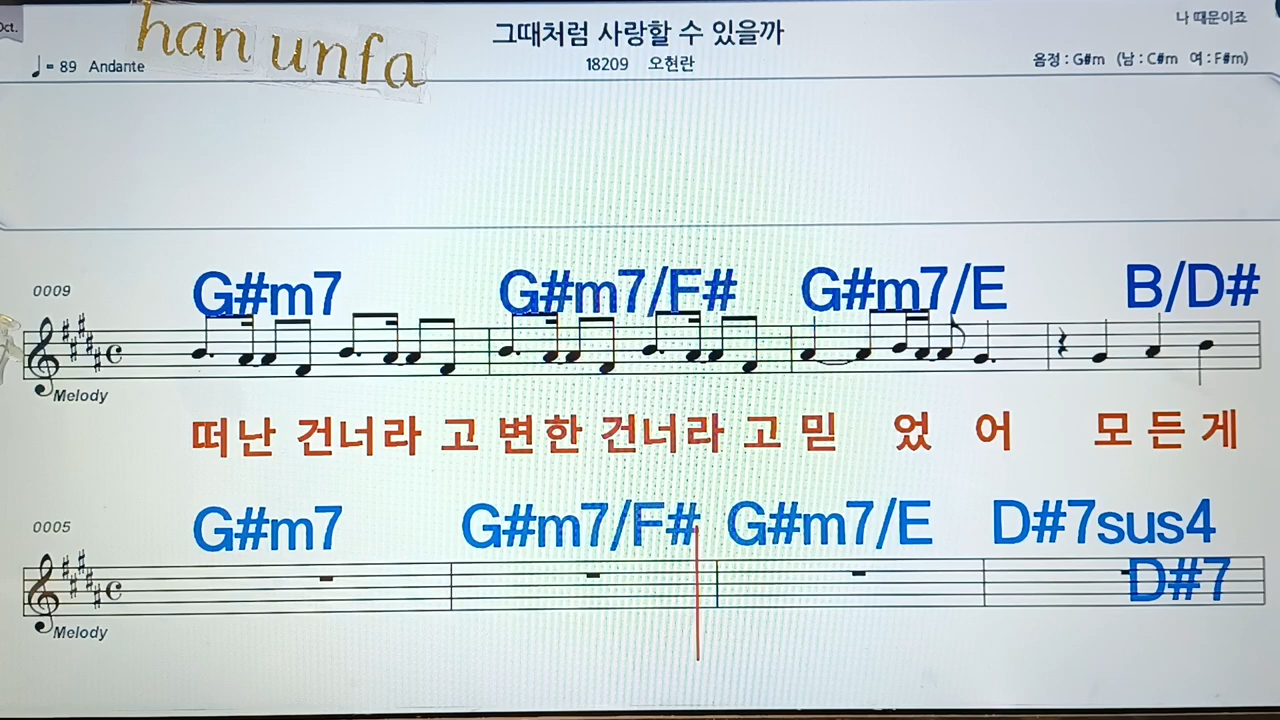 Oct.
han unfa
그때처럼 사랑할 수 있을까
나 때문이죠
♩= 89 Andante
18209 오현란
음정 : G#m (남 : C#m 여 : F#m)
0009
G#m7 G#m7/F# G#m7/E B/D#
Melody
떠난 건너라 고 변한 건너라 고 믿 었 어 모 든 게
0005
G#m7 G#m7/F# G#m7/E D#7sus4
D#7
Melody